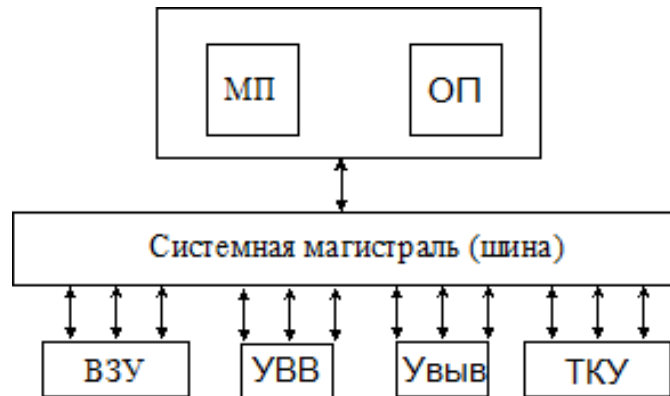 МП
ОП
Системная магистраль (шина)
ВЗУ
УВВ
Увыв
ТКУ